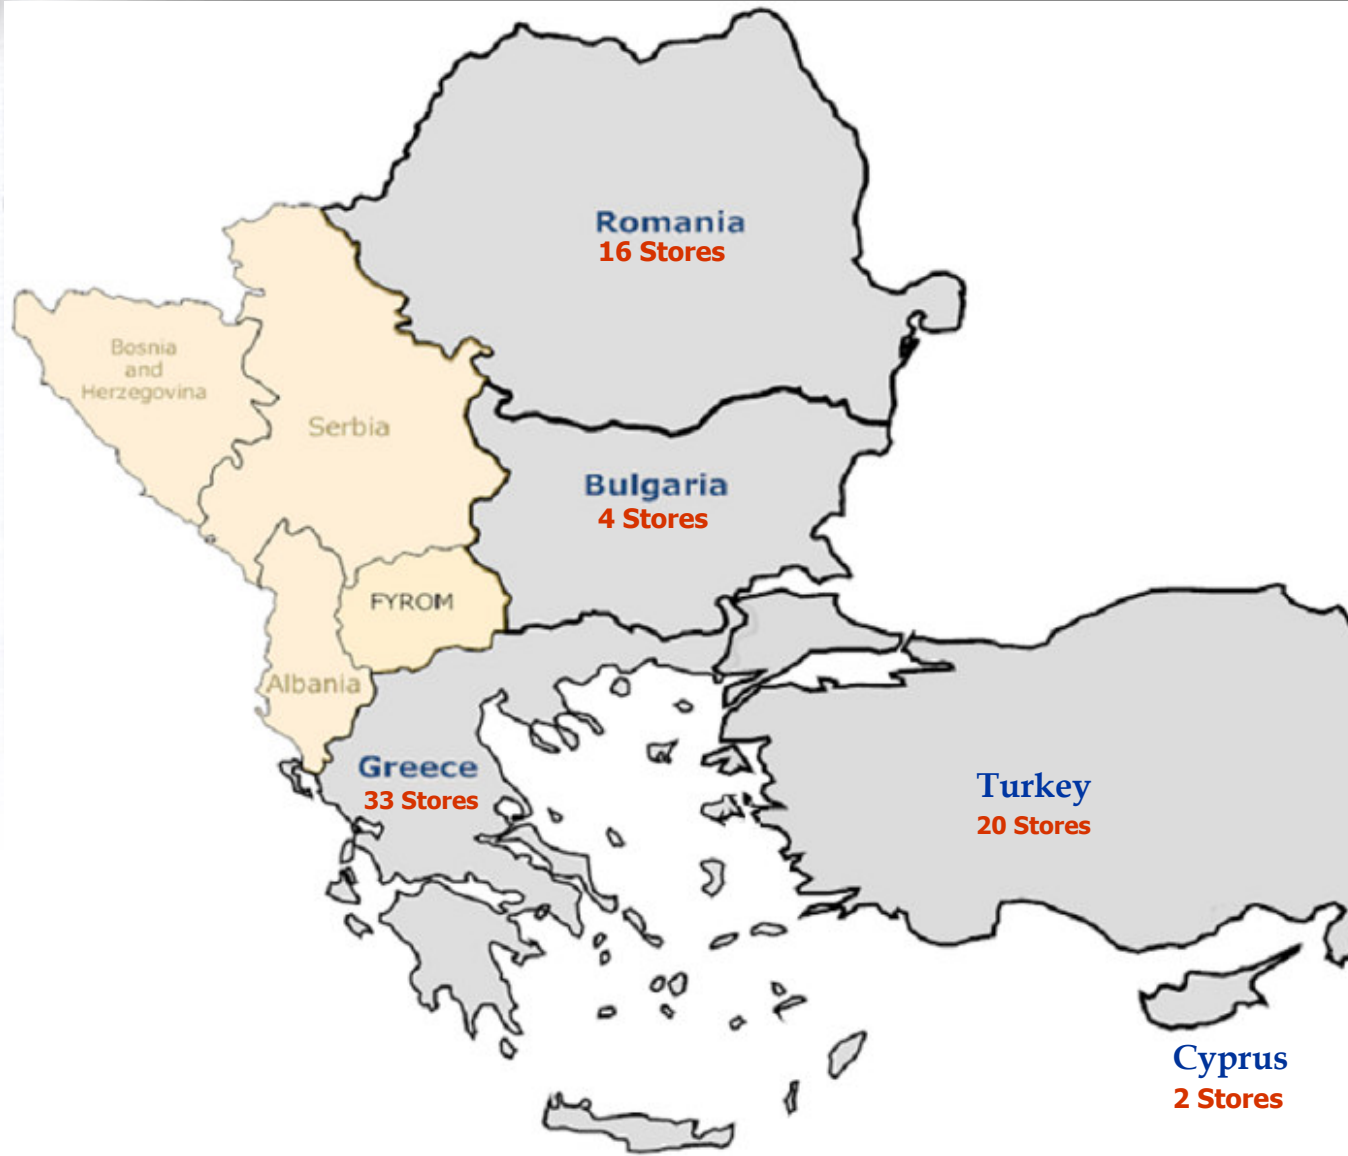 Romania
16 Stores
Bosnia
and
Herzegovina
Serbia
Bulgaria
4 Stores
FYROM
Albania
Greece
33 Stores
Turkey
20 Stores
Cyprus
2 Stores